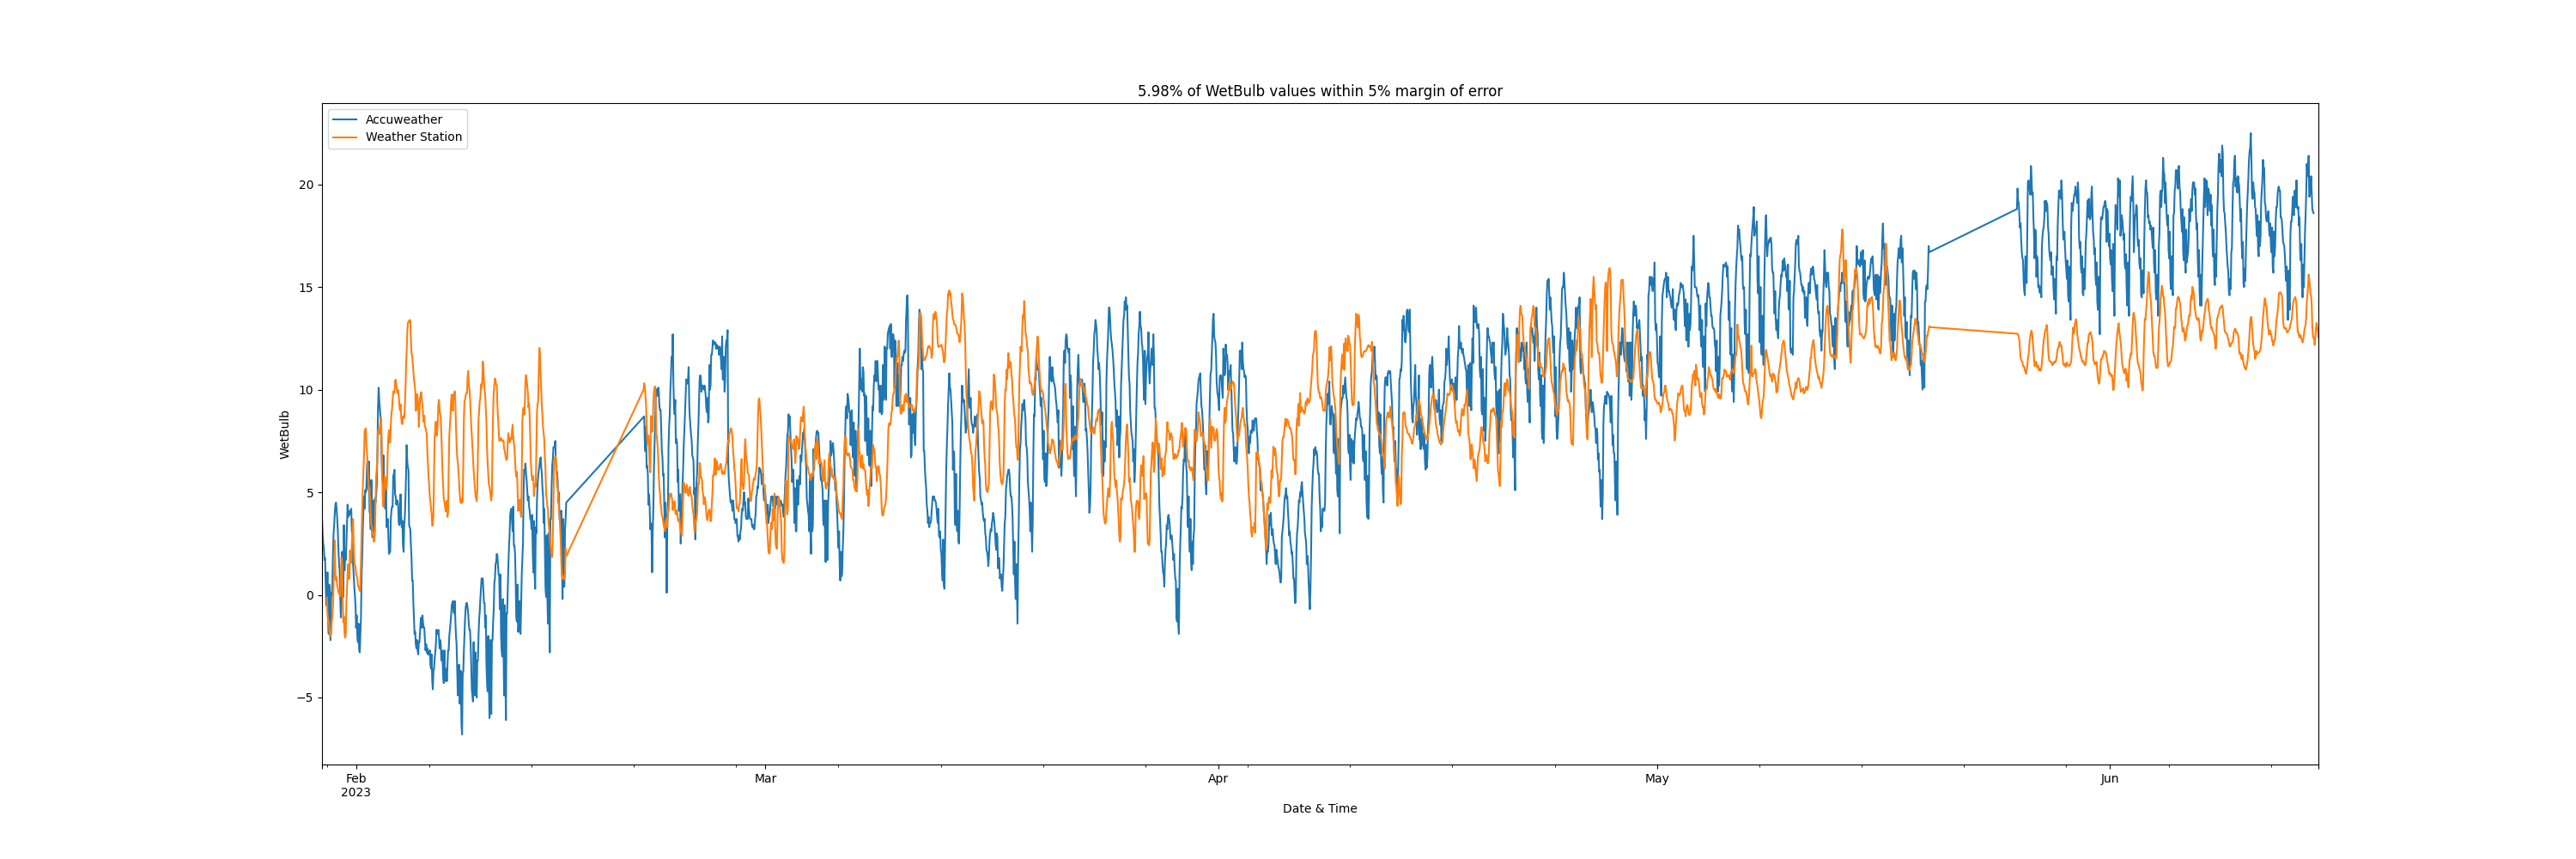 5.98% of WetBulb values within 5% margin of error
Accuweather
Weather Station
WetBulb
20
15
10
5
0
−5
Feb
2023
Mar
Apr
May
Jun
Date & Time